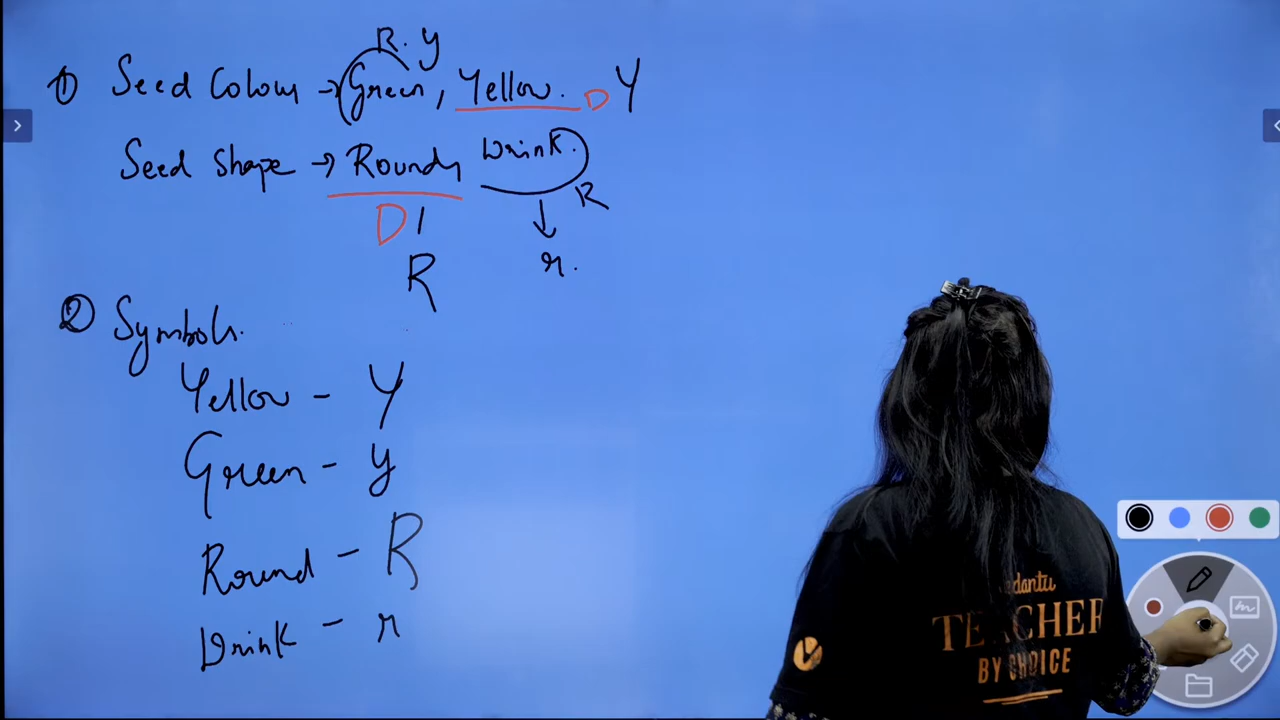 R. y
① Seed Colour → Green, Yellow. D Y
Seed Shape → Round, Wrink.
D R
R r.
② Symbols.
Yellow - Y
Green - y
Round - R
Wrink - r
TEACHER
BY CHOICE